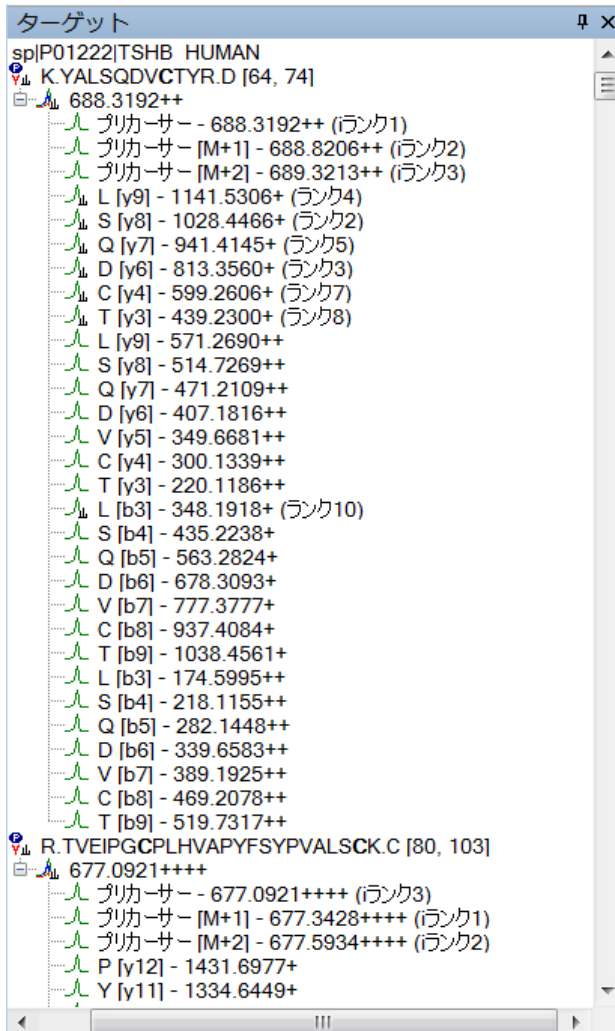 ターゲット
sp|P01222|TSHB_HUMAN
K.YALSQDVCTYR.D [64, 74]
688.3192++
プリカーサー - 688.3192++ (iランク1)
プリカーサー [M+1] - 688.8206++ (iランク2)
プリカーサー [M+2] - 689.3213++ (iランク3)
L [y9] - 1141.5306+ (ランク4)
S [y8] - 1028.4466+ (ランク2)
Q [y7] - 941.4145+ (ランク5)
D [y6] - 813.3560+ (ランク3)
C [y4] - 599.2606+ (ランク7)
T [y3] - 439.2300+ (ランク8)
L [y9] - 571.2690++
S [y8] - 514.7269++
Q [y7] - 471.2109++
D [y6] - 407.1816++
V [y5] - 349.6681++
C [y4] - 300.1339++
T [y3] - 220.1186++
L [b3] - 348.1918+ (ランク10)
S [b4] - 435.2238+
Q [b5] - 563.2824+
D [b6] - 678.3093+
V [b7] - 777.3777+
C [b8] - 937.4084+
T [b9] - 1038.4561+
L [b3] - 174.5995++
S [b4] - 218.1155++
Q [b5] - 282.1448++
D [b6] - 339.6583++
V [b7] - 389.1925++
C [b8] - 469.2078++
T [b9] - 519.7317++
R.TVEIPGCPLHVAPYFSYPVALSCK.C [80, 103]
677.0921++++
プリカーサー - 677.0921++++ (iランク3)
プリカーサー [M+1] - 677.3428++++ (iランク1)
プリカーサー [M+2] - 677.5934++++ (iランク2)
P [y12] - 1431.6977+
Y [y11] - 1334.6449+